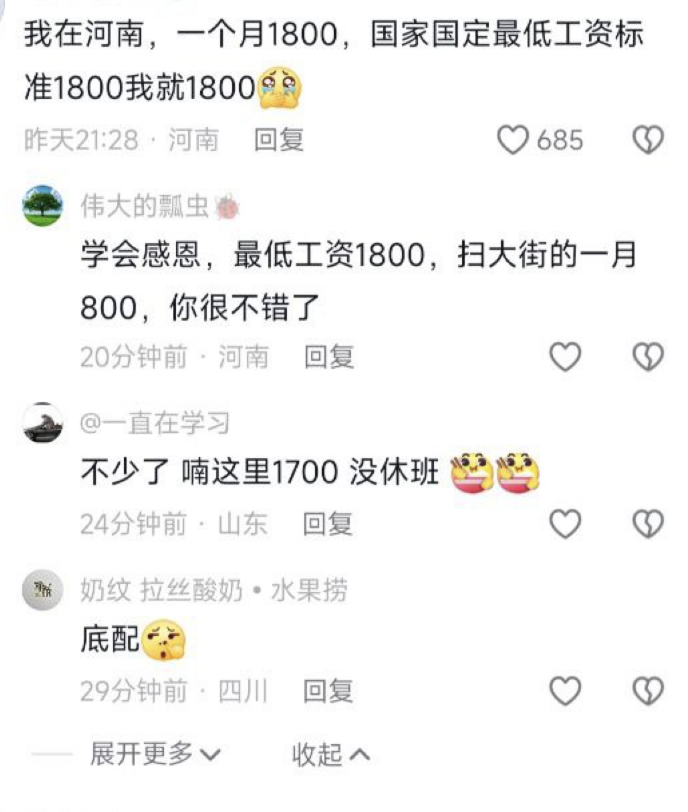 我在河南，一个月1800，国家国定最低工资标
准1800我就1800
昨天21:28 · 河南 回复 685
伟大的瓢虫
学会感恩，最低工资1800，扫大街的一月
800，你很不错了
20分钟前 · 河南 回复
@一直在学习
不少了 喃这里1700 没休班
24分钟前 · 山东 回复
奶纹 拉丝酸奶•水果捞
底配
29分钟前 · 四川 回复
展开更多 收起